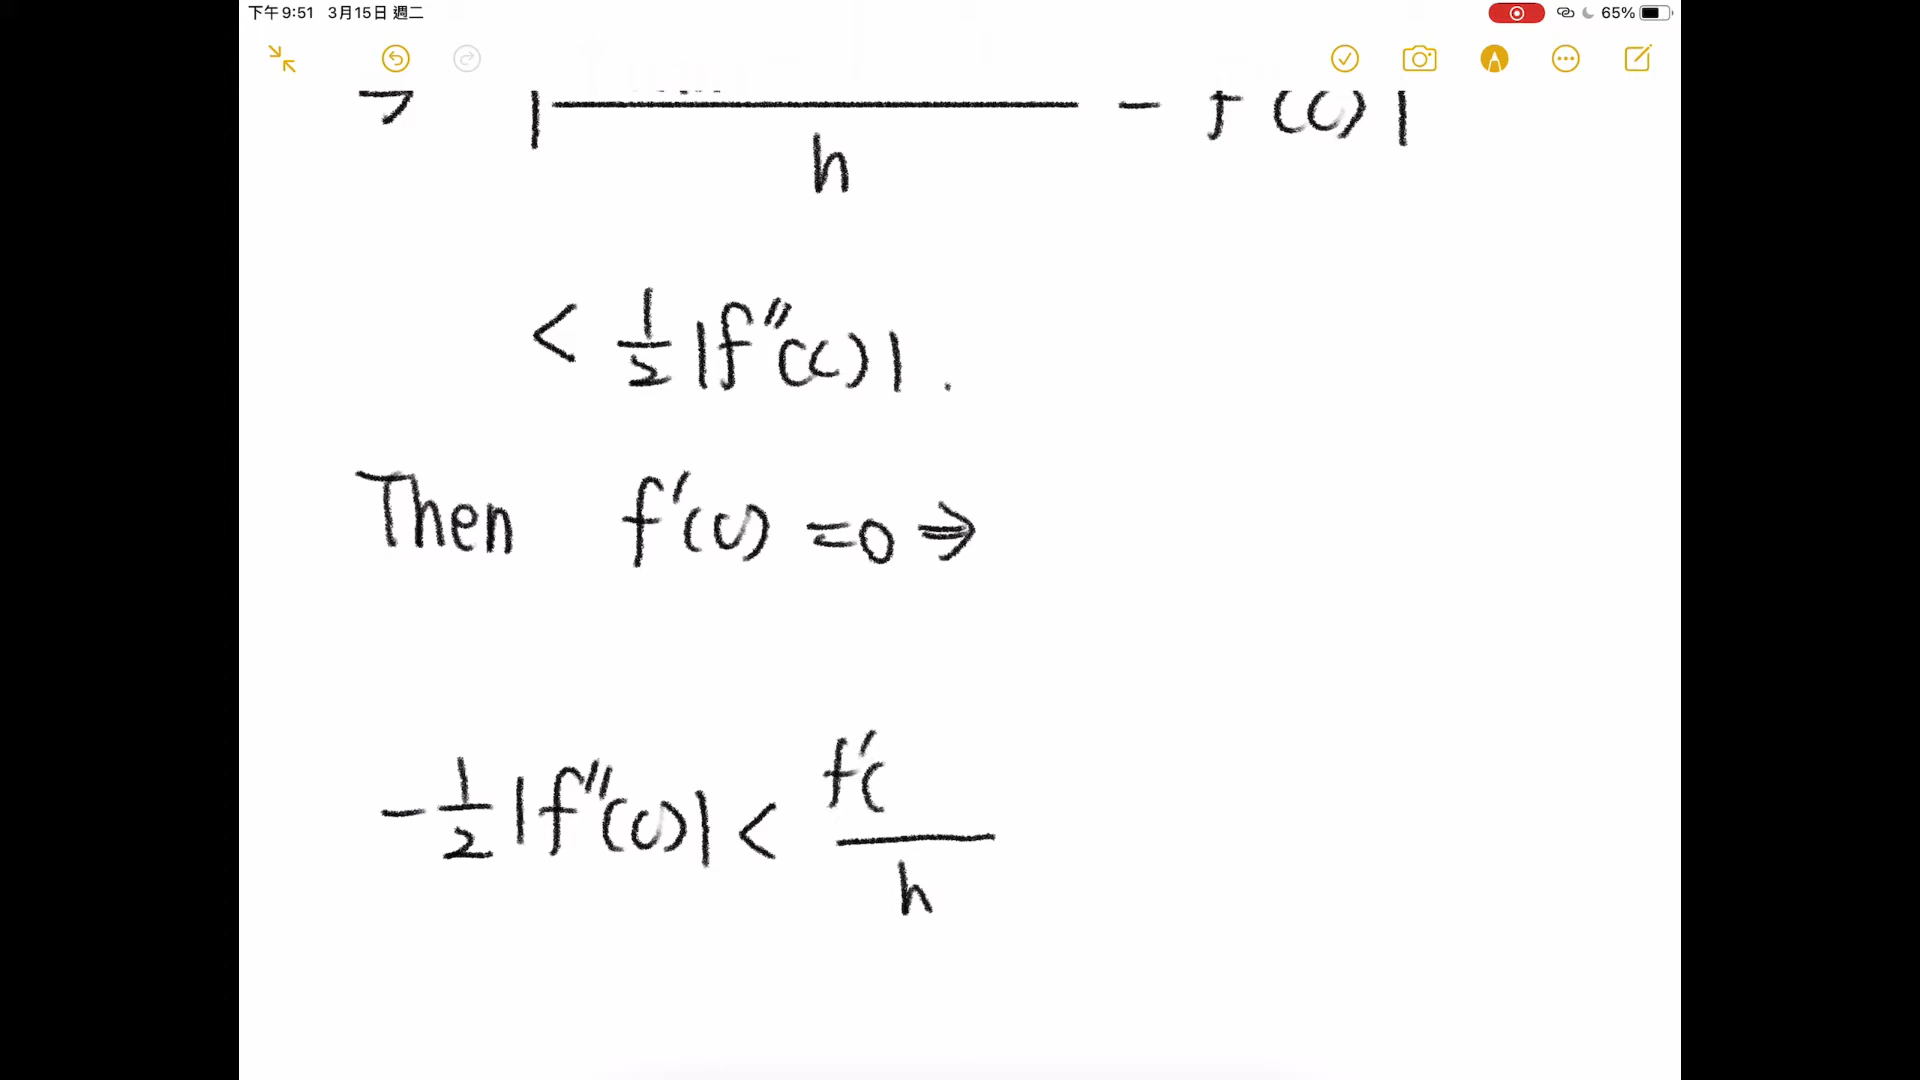 下午9:51 3月15日 週二 65%
⇒ | ―――― - f''(c) |
h
< 1/2 |f''(c)| .
Then f'(c) =0 ⇒
- 1/2 |f''(c)| < f'(
h